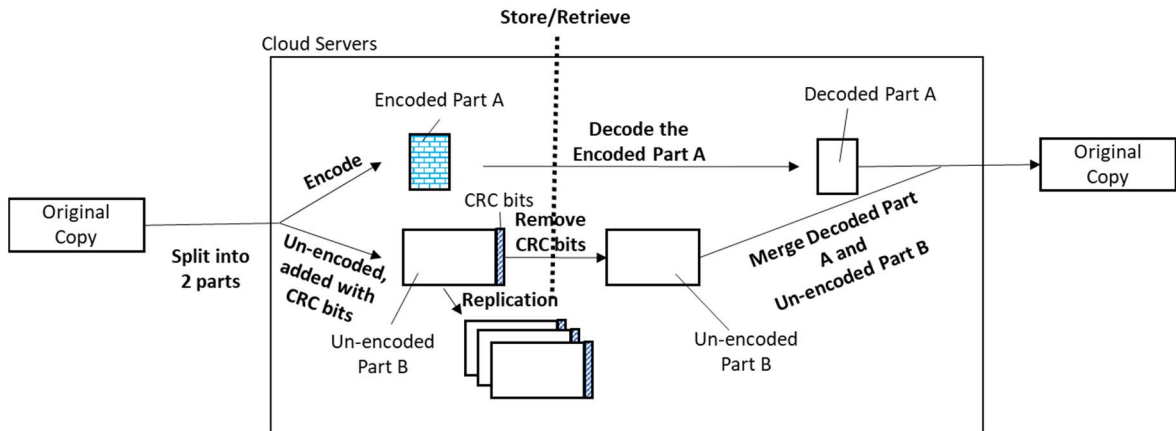 Store/Retrieve
Cloud Servers
Encoded Part A
Decoded Part A
Decode the
Encoded Part A
Encode
Original
Copy
Original
Copy
Split into
2 parts
CRC bits
Remove
CRC bits
Un-encoded,
added with
CRC bits
Merge Decoded Part
A and
Un-encoded Part B
Replication
Un-encoded
Part B
Un-encoded
Part B